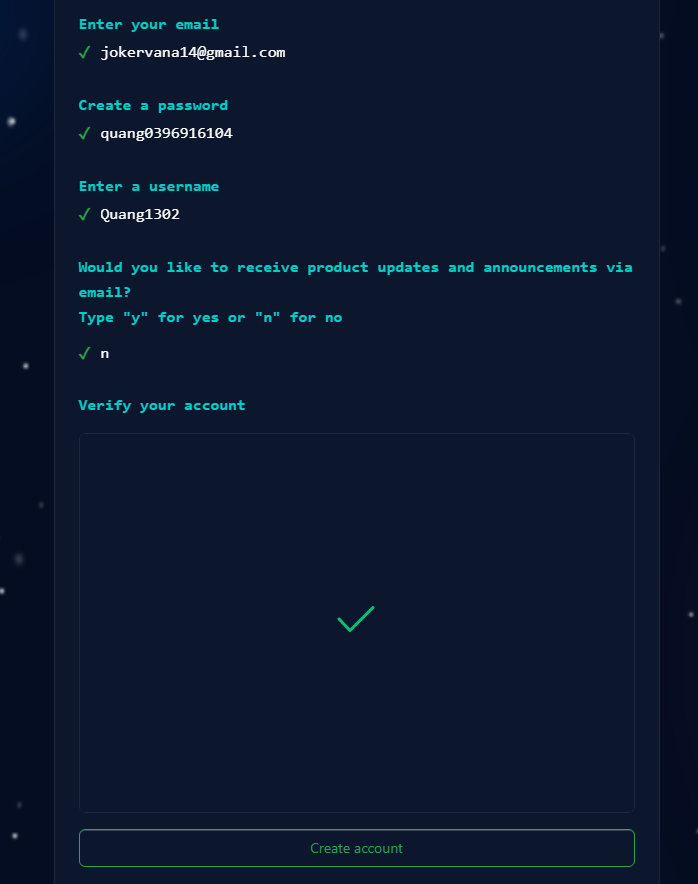 Enter your email
✓ jokervana14@gmail.com
Create a password
✓ quang0396916104
Enter a username
✓ Quang1302
Would you like to receive product updates and announcements via
email?
Type "y" for yes or "n" for no
✓ n
Verify your account
Create account